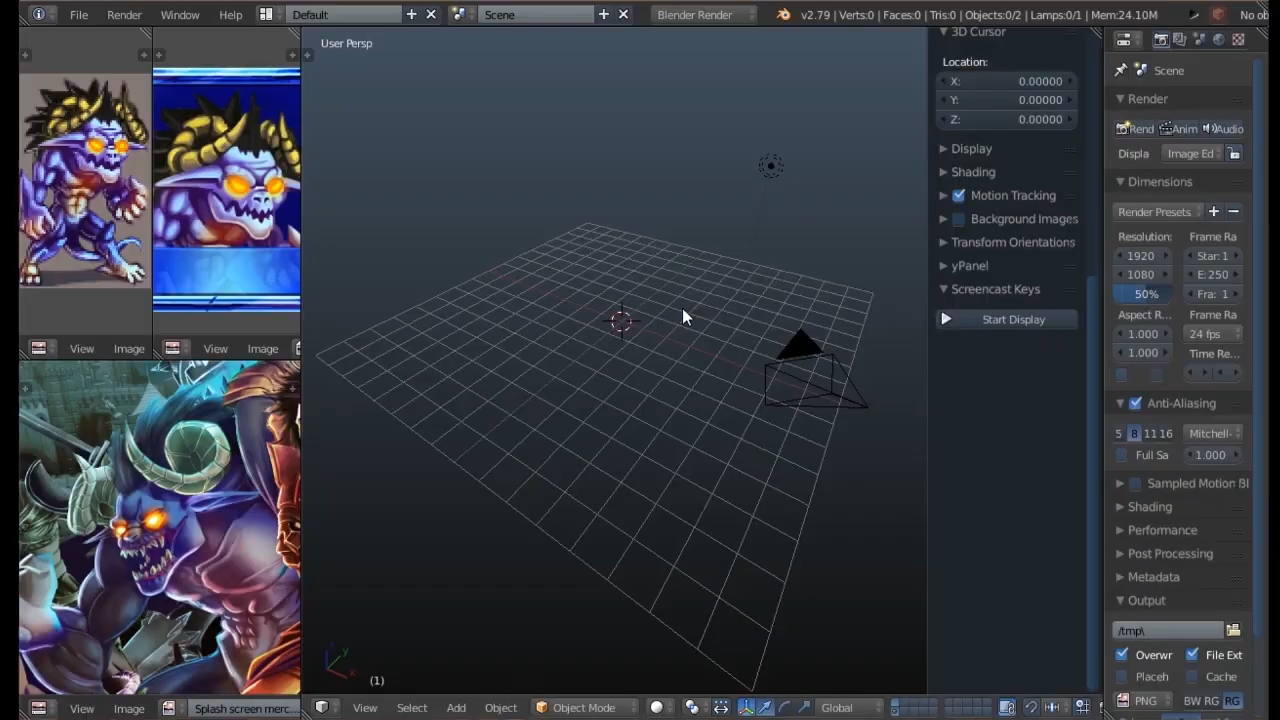 File Render Window Help Default Scene Blender Render v2.79 | Verts:0 | Faces:0 | Tris:0 | Objects:0/2 | Lamps:0/1 | Mem:24.10M No ob
User Persp
3D Cursor
Location:
X: 0.00000
Y: 0.00000
Z: 0.00000
Display
Shading
Motion Tracking
Background Images
Transform Orientations
yPanel
Screencast Keys
Start Display
Scene
Render
Rend Anim Audio
Displa Image Ed
Dimensions
Render Presets
Resolution: Frame Ra
1920 Star: 1
1080 E: 250
50% Fra: 1
Aspect R... Frame Ra
1.000 24 fps
1.000 Time Re...
Anti-Aliasing
5 8 11 16 Mitchell-
Full Sa 1.000
Sampled Motion Bl
Shading
Performance
Post Processing
Metadata
Output
/tmp\
Overwr File Ext
Placeh Cache
PNG BW RG RG
View Image View Image
z y x
(1)
View Image Splash screen merc...
View Select Add Object Object Mode Global